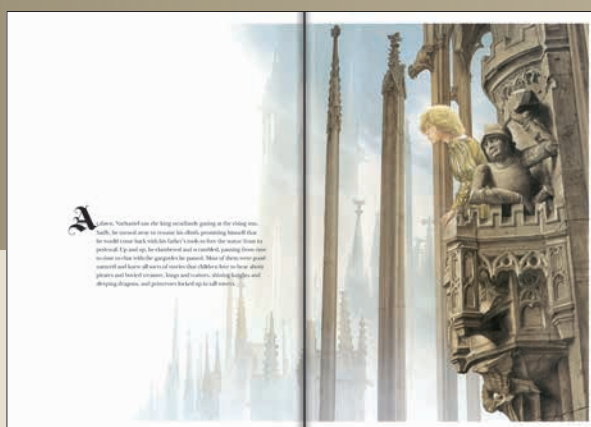 At dawn, Nathaniel saw the king steadfastly gazing at the rising sun.
Sadly, he turned away to resume his climb, promising himself that
he would come back with his father's tools to free the statue from its
pedestal. Up and up, he clambered and scrambled, pausing from time
to time to chat with the gargoyles he passed. Most of them were good
natured and knew all sorts of stories that children love to hear about
pirates and buried treasure, kings and traitors, shining knights and
sleeping dragons, and princesses locked up in tall towers.